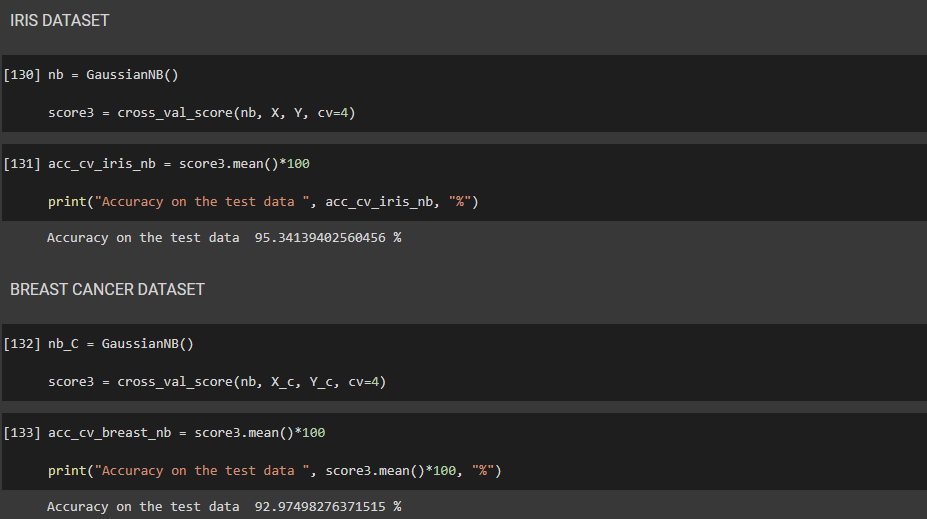 IRIS DATASET
[130] nb = GaussianNB()
score3 = cross_val_score(nb, X, Y, cv=4)
[131] acc_cv_iris_nb = score3.mean()*100
print("Accuracy on the test data ", acc_cv_iris_nb, "%")
Accuracy on the test data  95.34139402560456 %
BREAST CANCER DATASET
[132] nb_C = GaussianNB()
score3 = cross_val_score(nb, X_c, Y_c, cv=4)
[133] acc_cv_breast_nb = score3.mean()*100
print("Accuracy on the test data ", score3.mean()*100, "%")
Accuracy on the test data  92.97498276371515 %